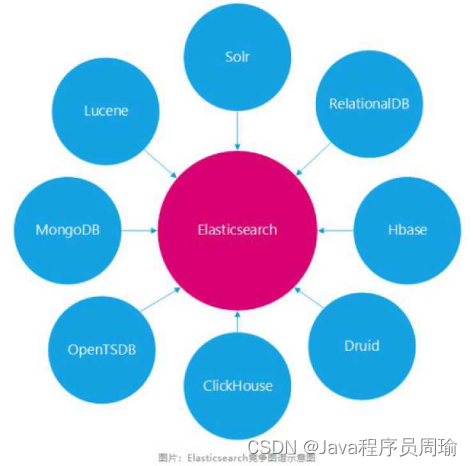 Solr
Lucene
RelationalDB
MongoDB
Elasticsearch
Hbase
OpenTSDB
Druid
ClickHouse
CSDN @Java程序员周瑜
图片：Elasticsearch竞争图谱示意图